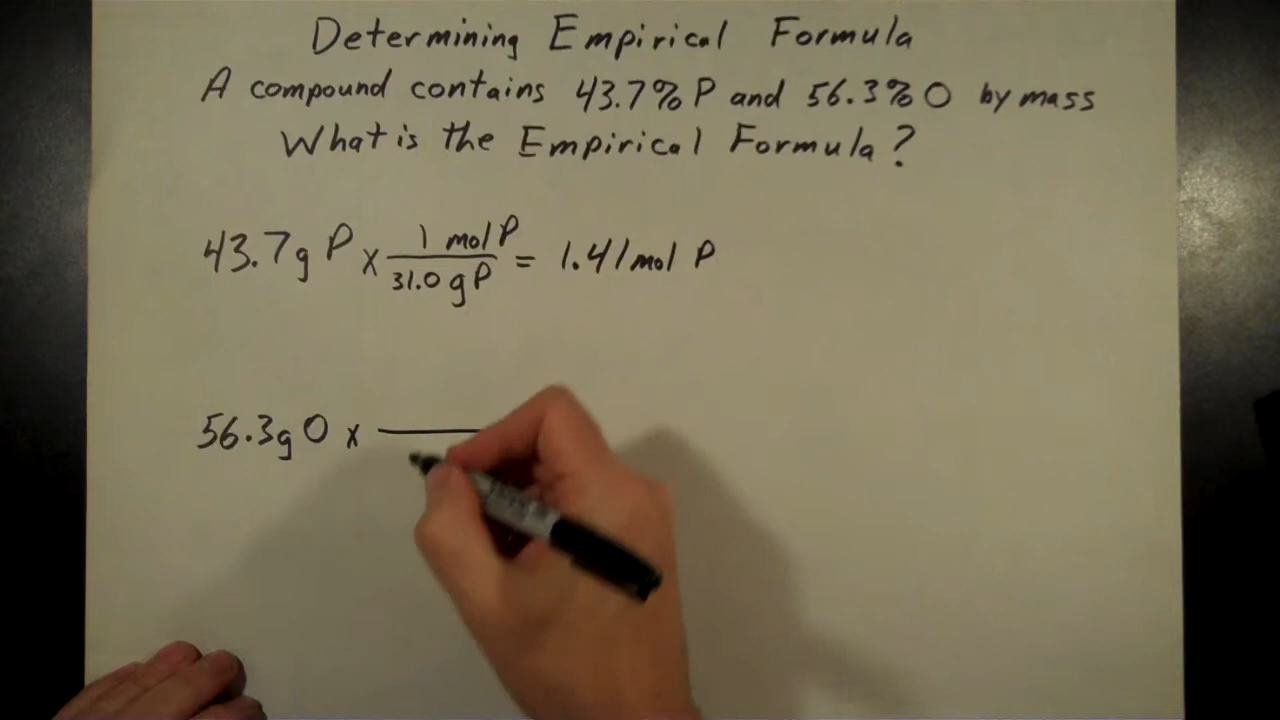 Determining Empirical Formula
A compound contains 43.7% P and 56.3% O by mass
What is the Empirical Formula?
43.7g P x 1 mol P / 31.0 g P = 1.41 mol P
56.3g O x